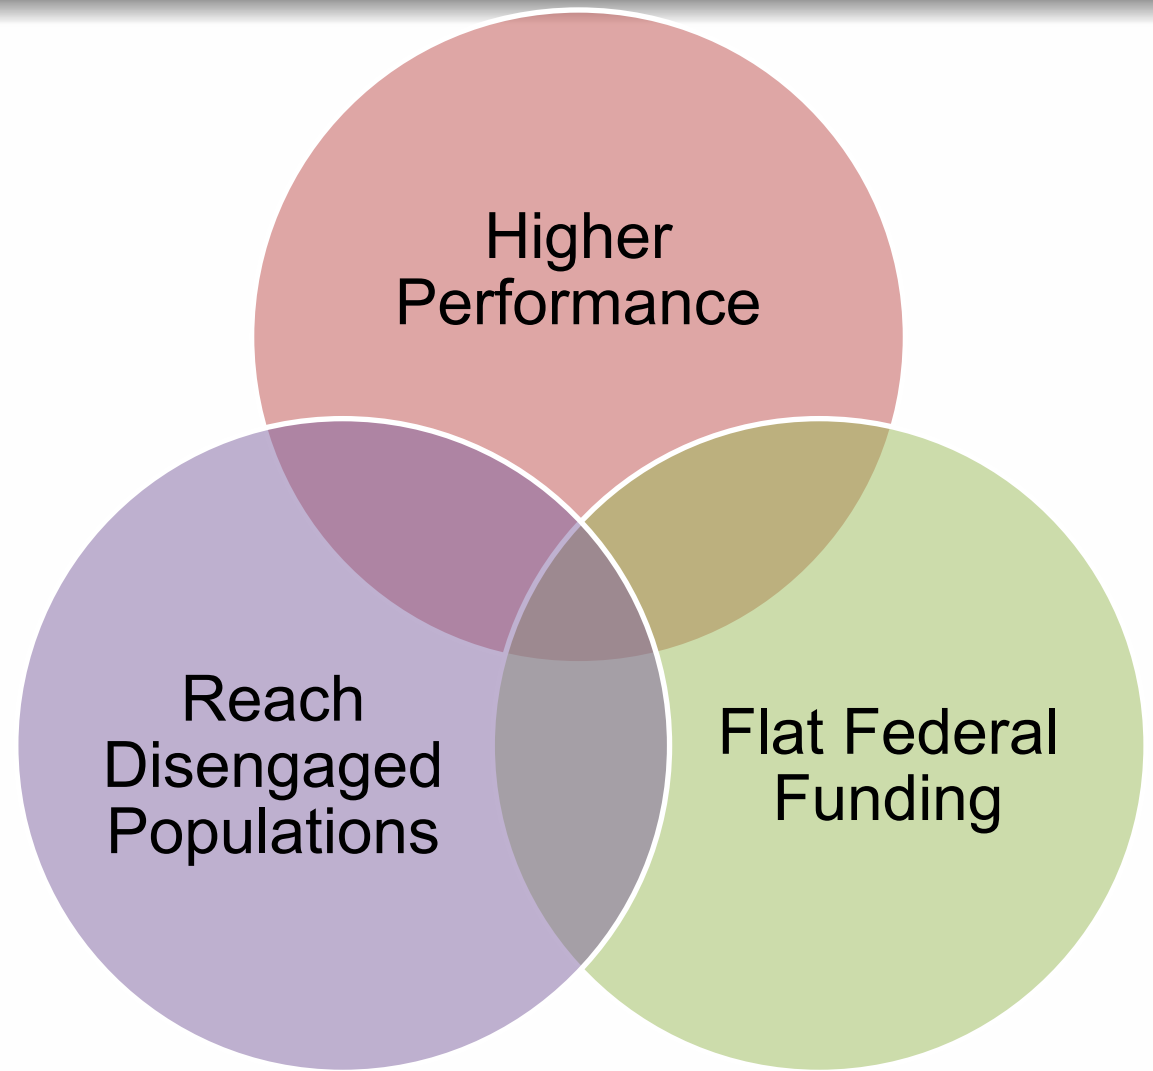 Higher
Performance
Reach
Disengaged
Populations
Flat Federal
Funding